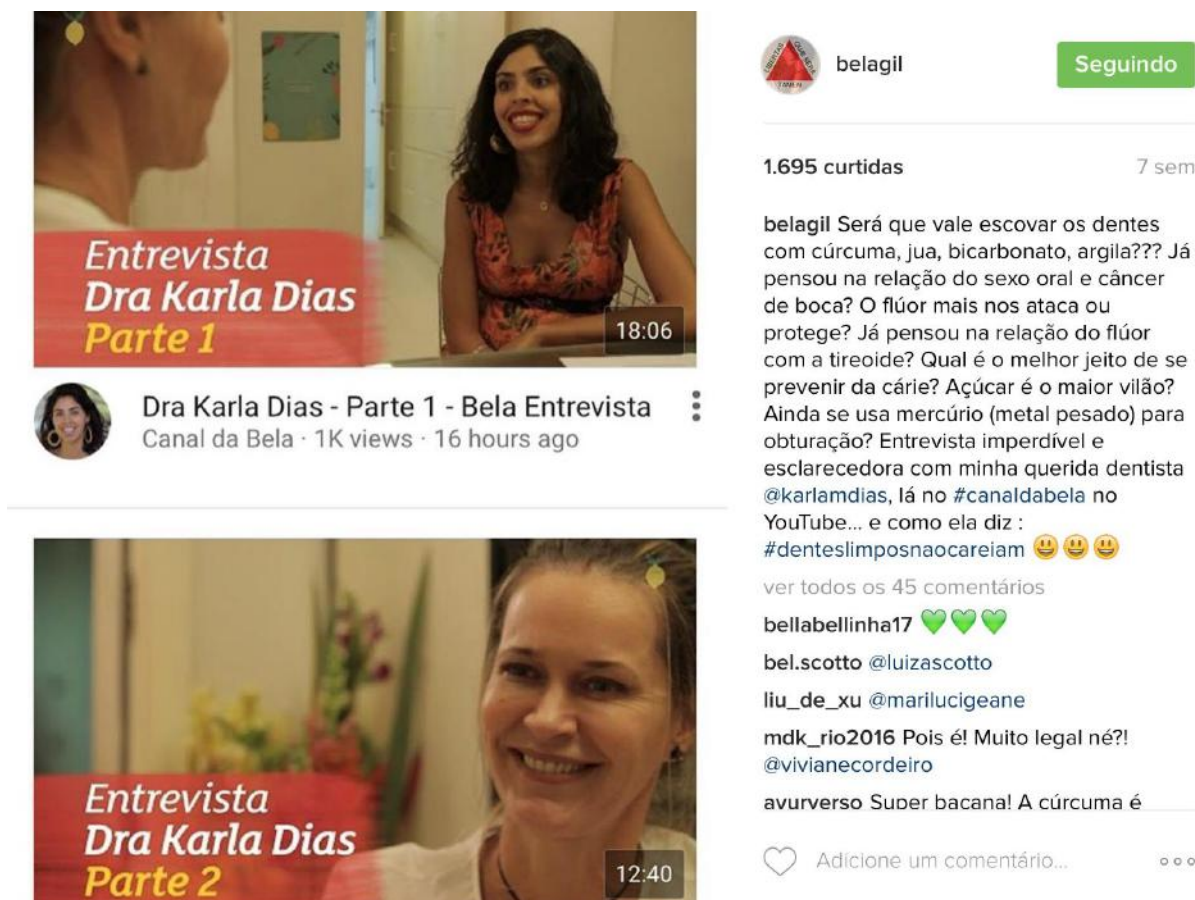 Entrevista
Dra Karla Dias
Parte 1
18:06
Dra Karla Dias - Parte 1 - Bela Entrevista
Canal da Bela · 1K views · 16 hours ago
Entrevista
Dra Karla Dias
Parte 2
12:40
belagil
Seguindo
1.695 curtidas
7 sem
belagil Será que vale escovar os dentes
com cúrcuma, jua, bicarbonato, argila??? Já
pensou na relação do sexo oral e câncer
de boca? O flúor mais nos ataca ou
protege? Já pensou na relação do flúor
com a tireoide? Qual é o melhor jeito de se
prevenir da cárie? Açúcar é o maior vilão?
Ainda se usa mercúrio (metal pesado) para
obturação? Entrevista imperdível e
esclarecedora com minha querida dentista
@karlamdias, lá no #canaldabela no
YouTube... e como ela diz :
#denteslimposnaocareiam 😃 😃 😃
ver todos os 45 comentários
bellabellinha17 💚 💚 💚
bel.scotto @luizascotto
liu_de_xu @marilucigeane
mdk_rio2016 Pois é! Muito legal né?!
@vivianecordeiro
avurverso Super bacana! A cúrcuma é
Adicione um comentário...